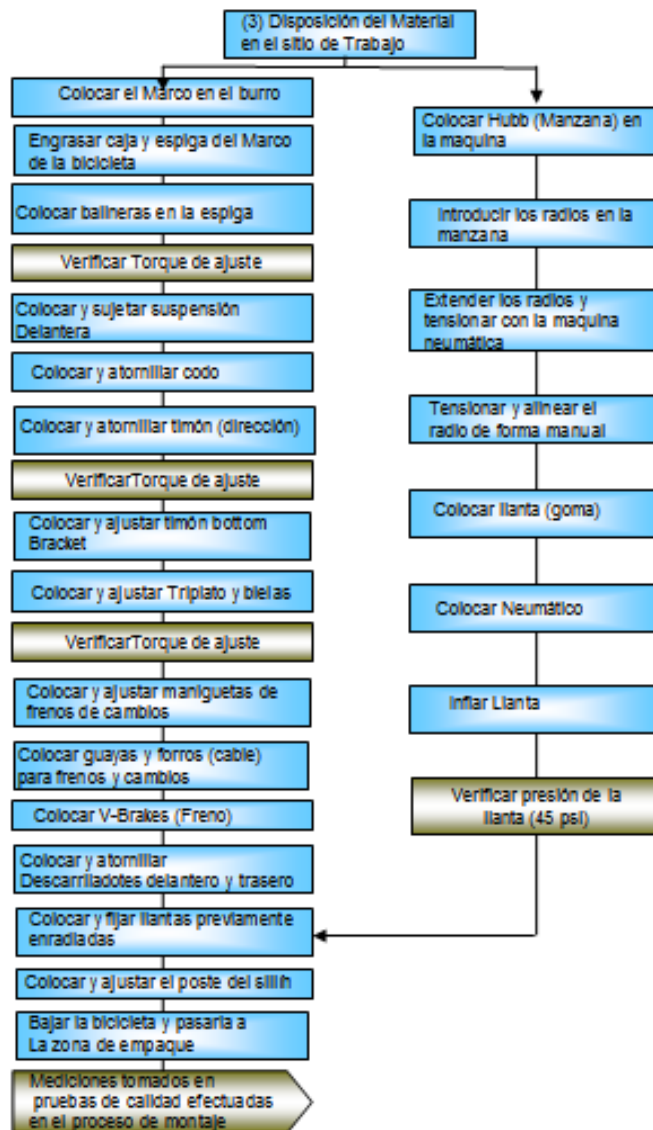 (3) Disposición del Material
en el sitio de Trabajo
Colocar el Marco en el burro
Engrasar caja y espiga del Marco
de la bicicleta
Colocar balineras en la espiga
Verificar Torque de ajuste
Colocar y sujetar suspensión
Delantera
Colocar y atornillar codo
Colocar y atornillar timón (dirección)
VerificarTorque de ajuste
Colocar y ajustar timón bottom
Bracket
Colocar y ajustar Triplato y bielas
VerificarTorque de ajuste
Colocar y ajustar maniguetas de
frenos de cambios
Colocar guayas y forros (cable)
para frenos y cambios
Colocar V-Brakes (Freno)
Colocar y atornillar
Descarriladotes delantero y trasero
Colocar y fijar llantas previamente
enradiadas
Colocar y ajustar el poste del sillíh
Bajar la bicicleta y pasarla a
La zona de empaque
Mediciones tomados en
pruebas de calidad efectuadas
en el proceso de montaje
Colocar Hubb (Manzana) en
la maquina
Introducir los radios en la
manzana
Extender los radios y
tensionar con la maquina
neumática
Tensionar y alinear el
radio de forma manual
Colocar llanta (goma)
Colocar Neumático
Inflar Llanta
Verificar presión de la
llanta (45 psi)